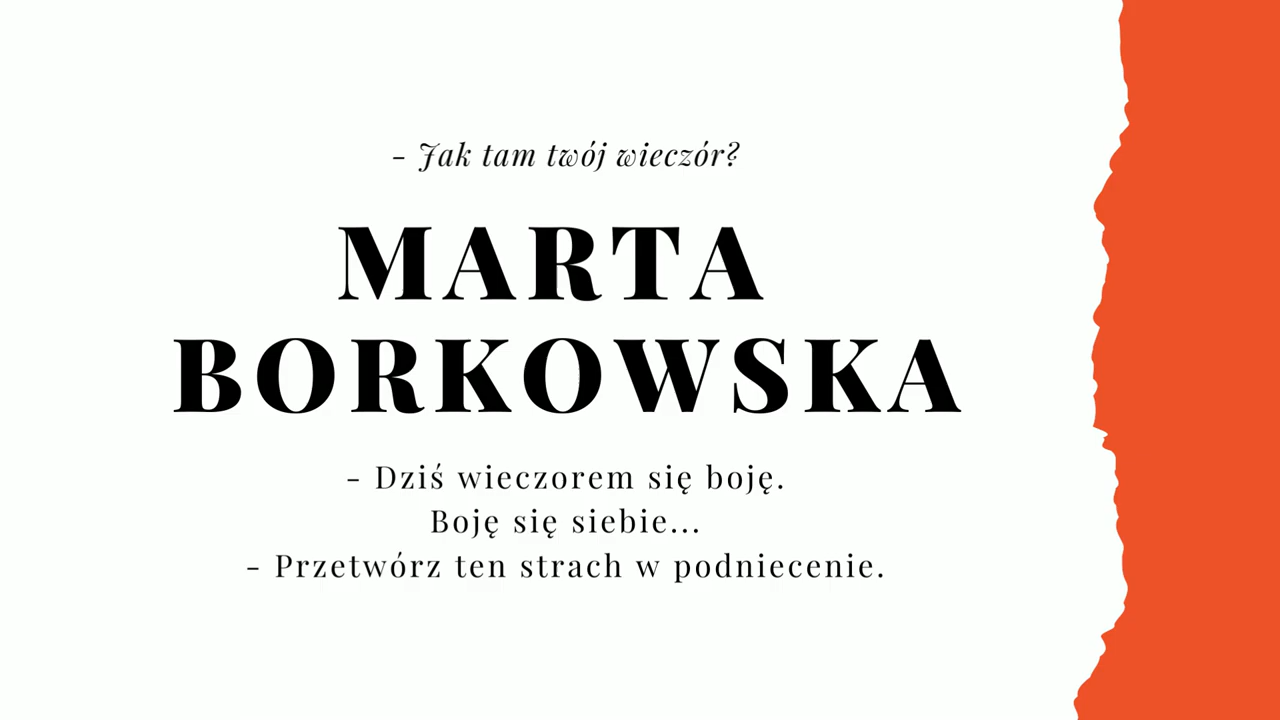 - Jak tam twój wieczór?
MARTA
BORKOWSKA
- Dziś wieczorem się boję.
Boję się siebie...
- Przetwórz ten strach w podniecenie.